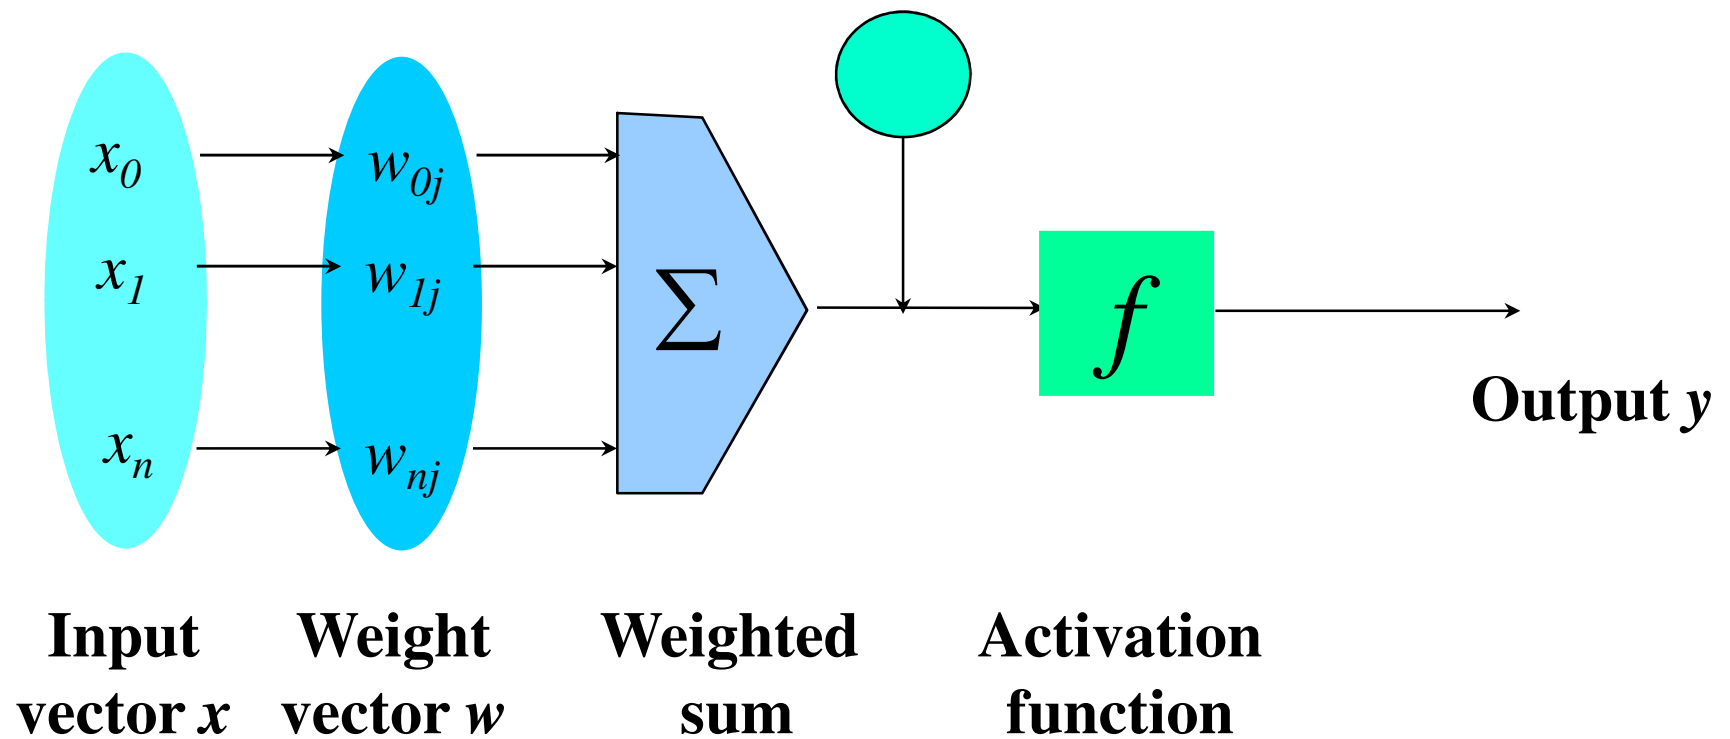 x0 w0j
x1 w1j
∑ f
xn wnj
Output y
Input Weight Weighted Activation
vector x vector w sum function